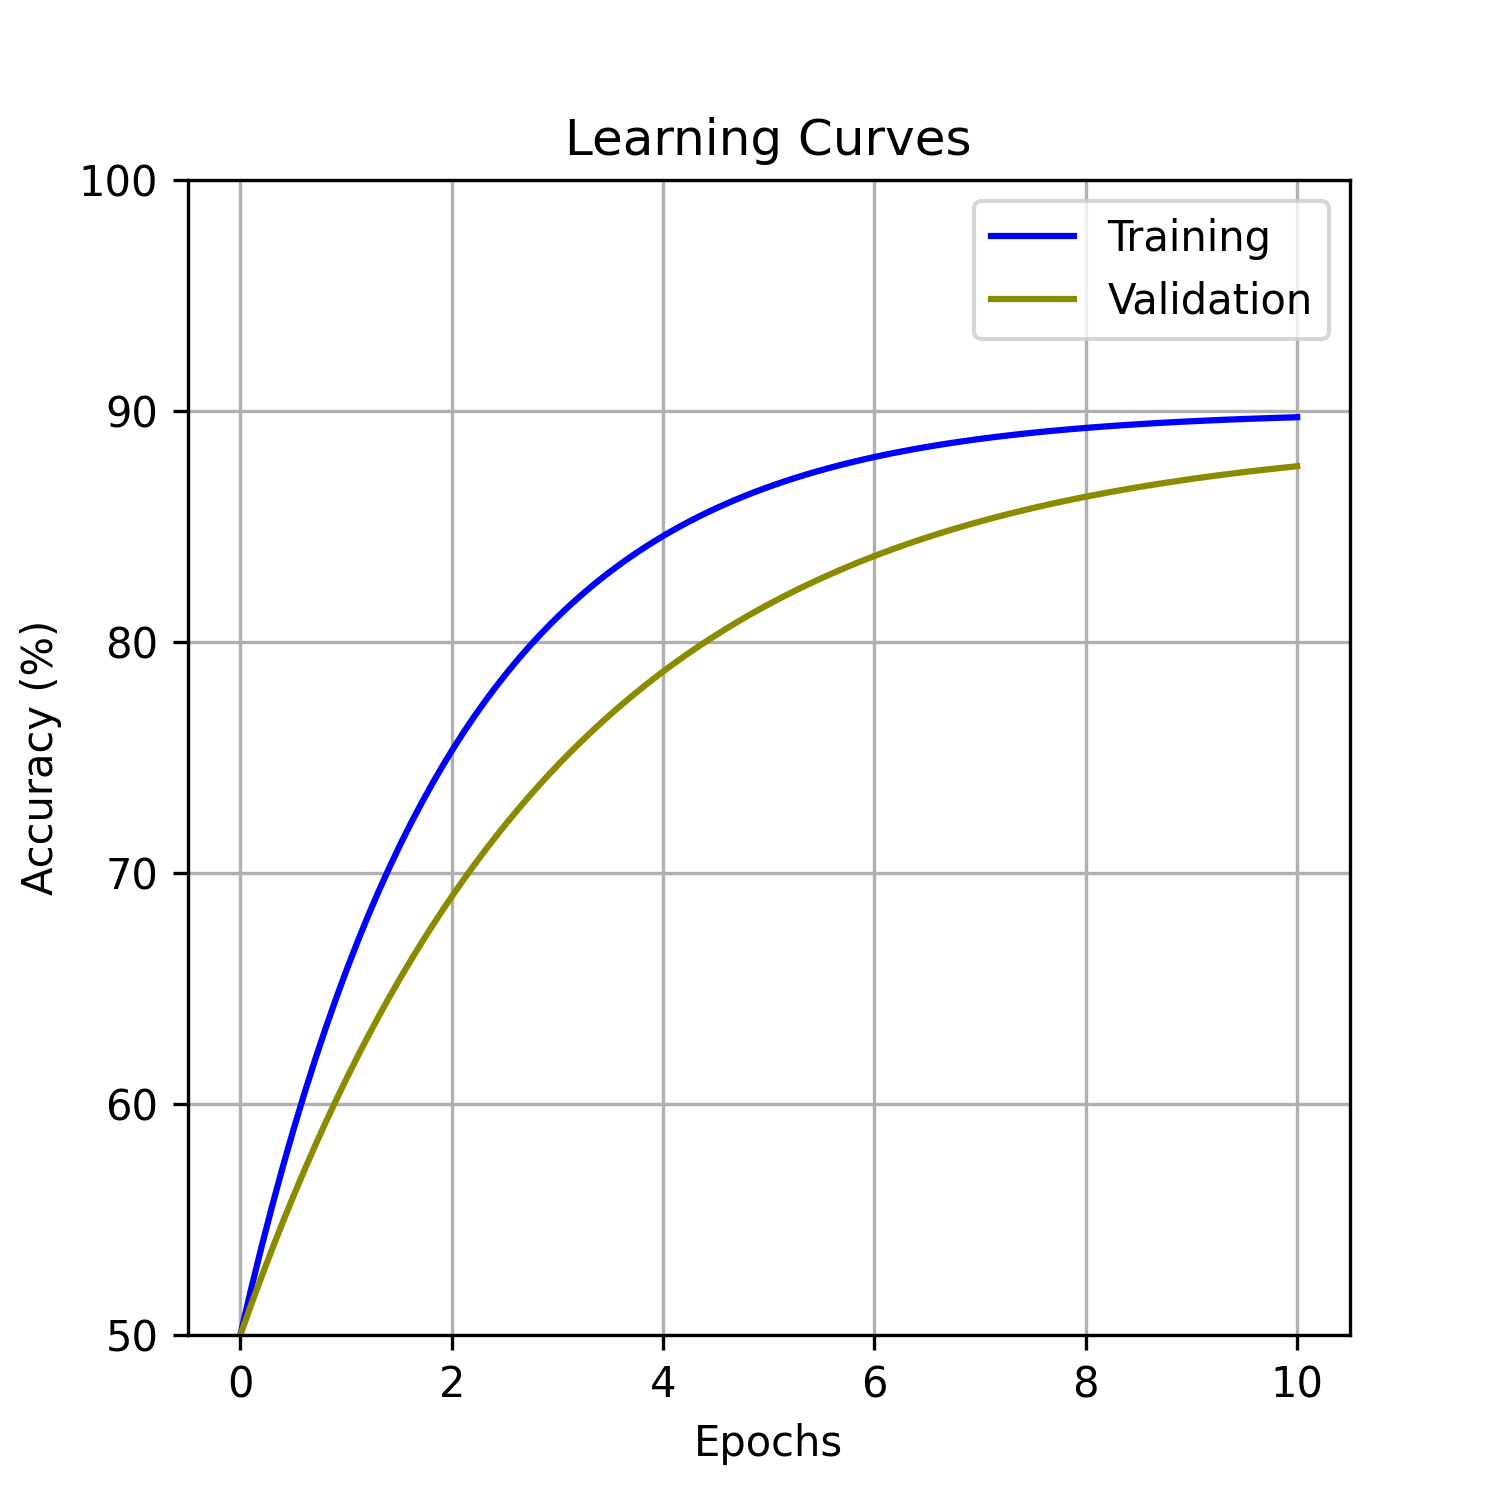 Learning Curves
100
90
80
70
60
50
Accuracy (%)
Training
Validation
0 2 4 6 8 10
Epochs